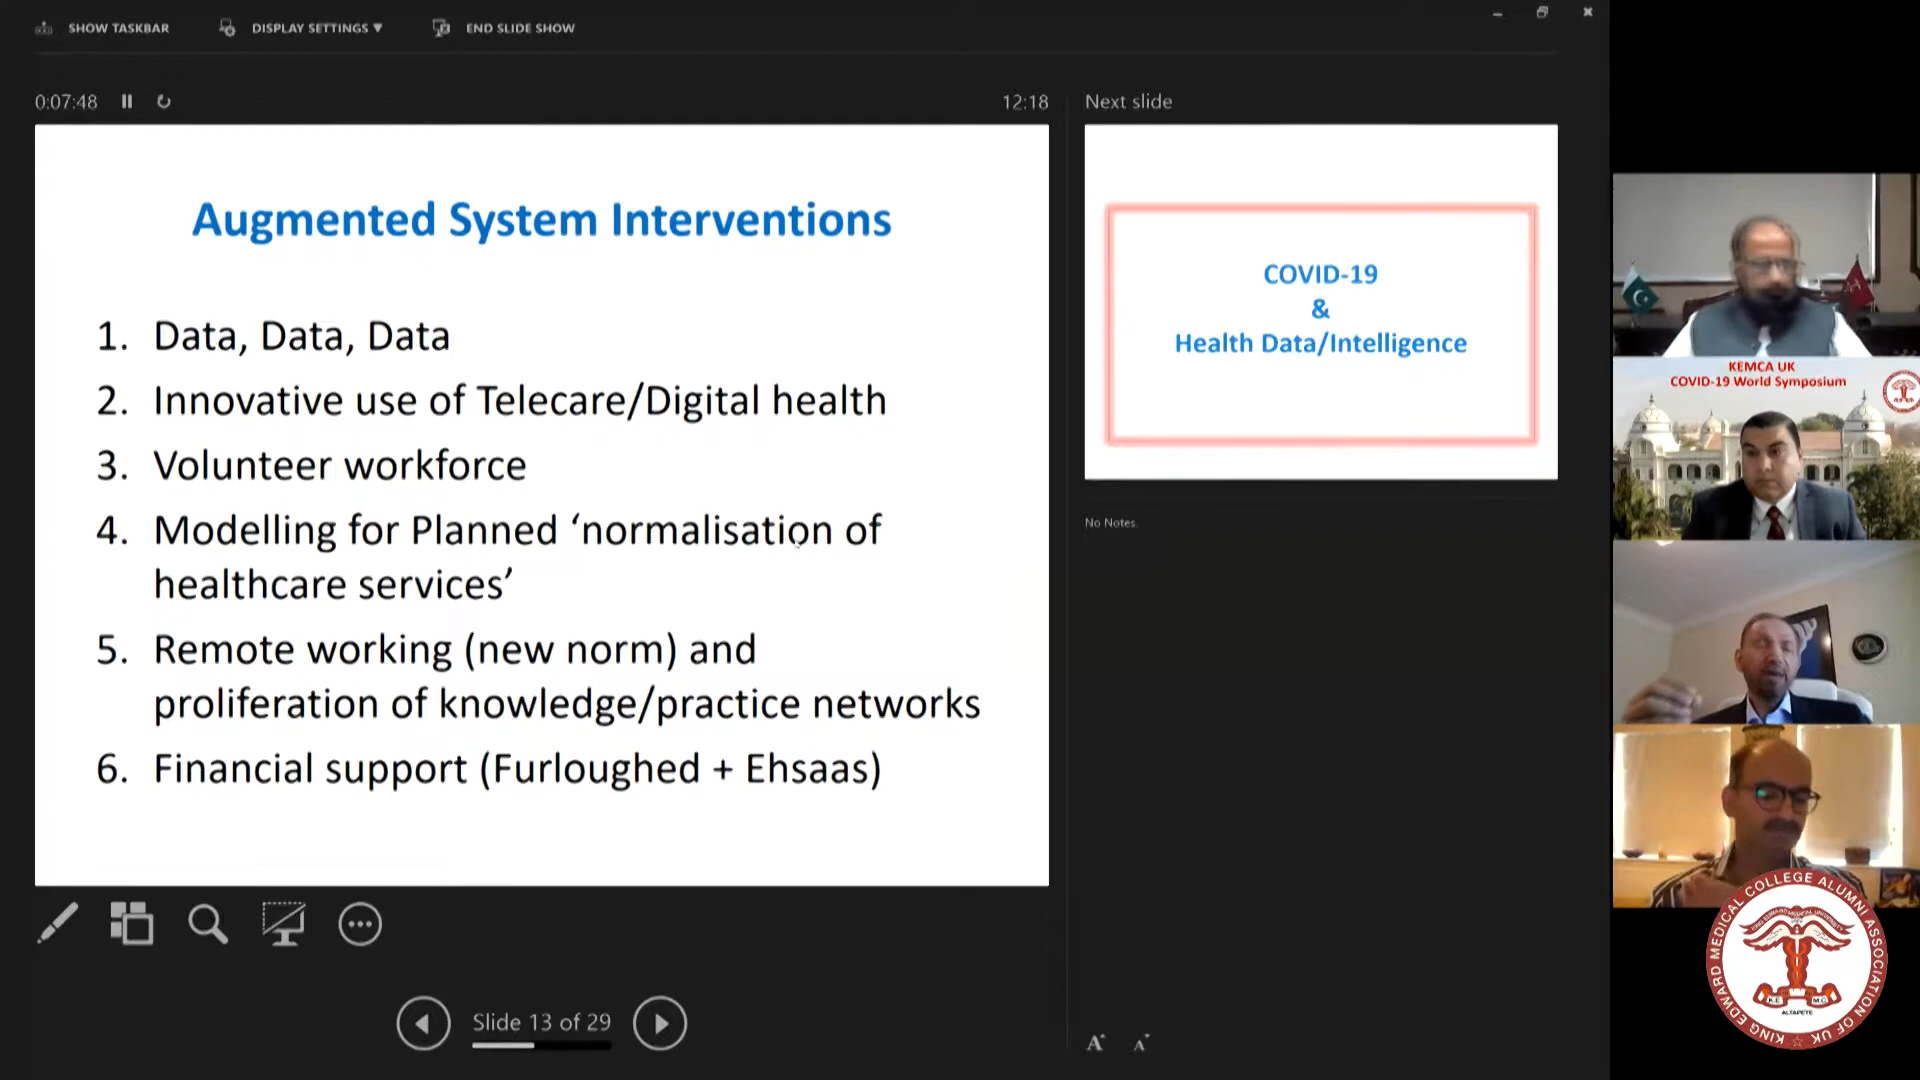 SHOW TASKBAR
DISPLAY SETTINGS ▼
END SLIDE SHOW
0:07:48
12:18
Next slide
Augmented System Interventions
1. Data, Data, Data
2. Innovative use of Telecare/Digital health
3. Volunteer workforce
4. Modelling for Planned ‘normalisation of
healthcare services’
5. Remote working (new norm) and
proliferation of knowledge/practice networks
6. Financial support (Furloughed + Ehsaas)
COVID-19
&
Health Data/Intelligence
No Notes.
Slide 13 of 29
KEMCA UK
COVID-19 World Symposium
KING EDWARD MEDICAL COLLEGE ALUMNI ASSOCIATION OF UK
KING EDWARD MEDICAL UNIVERSITY
K.E
M.C
ALTAPETE